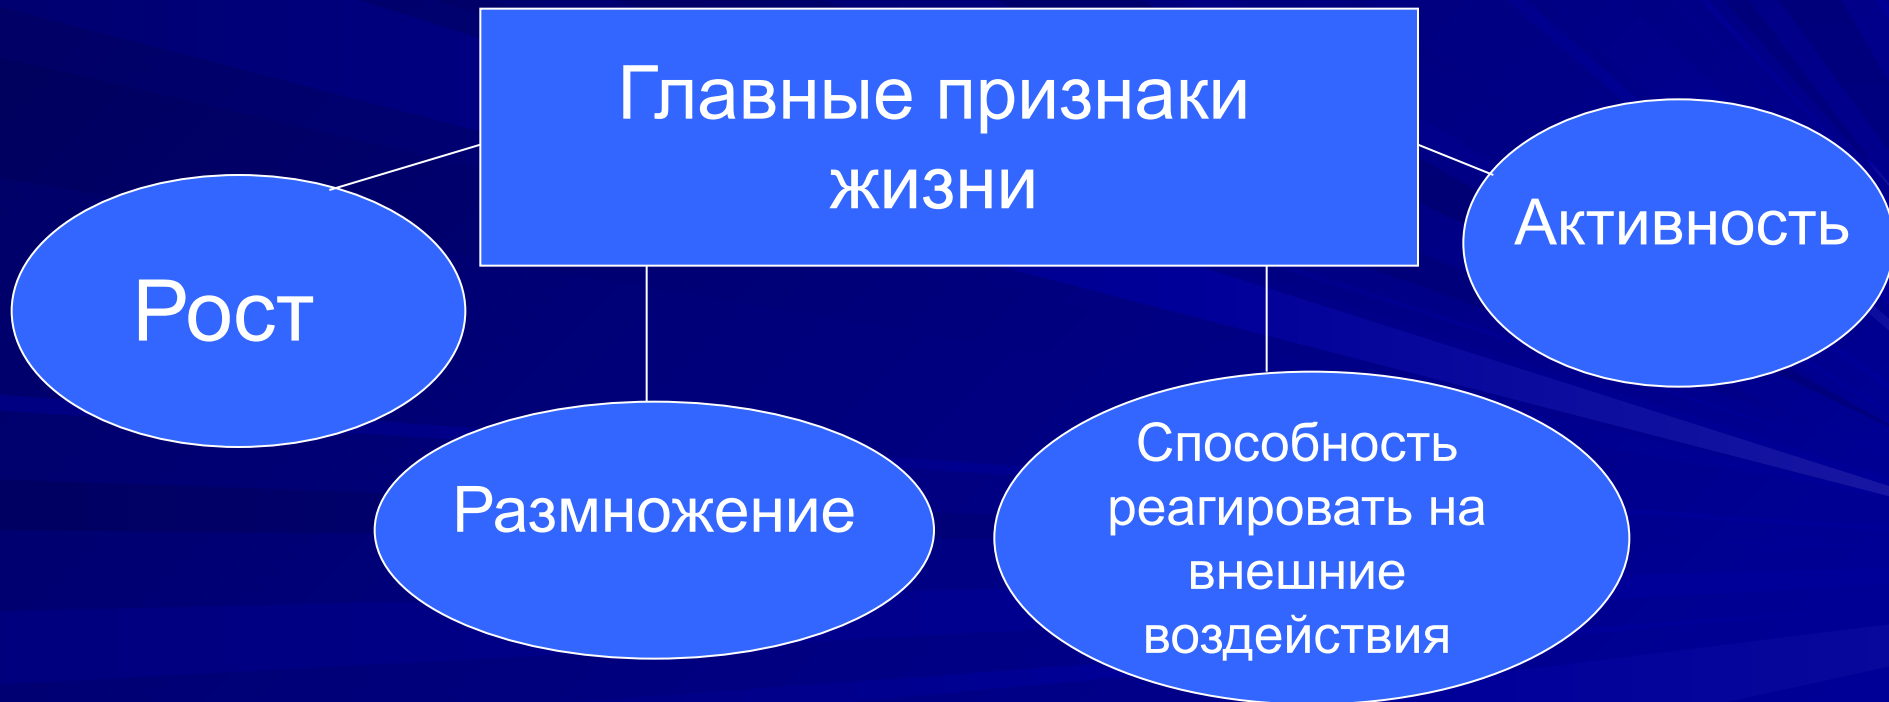 Главные признаки
жизни
Активность
Рост
Размножение
Способность
реагировать на
внешние
воздействия